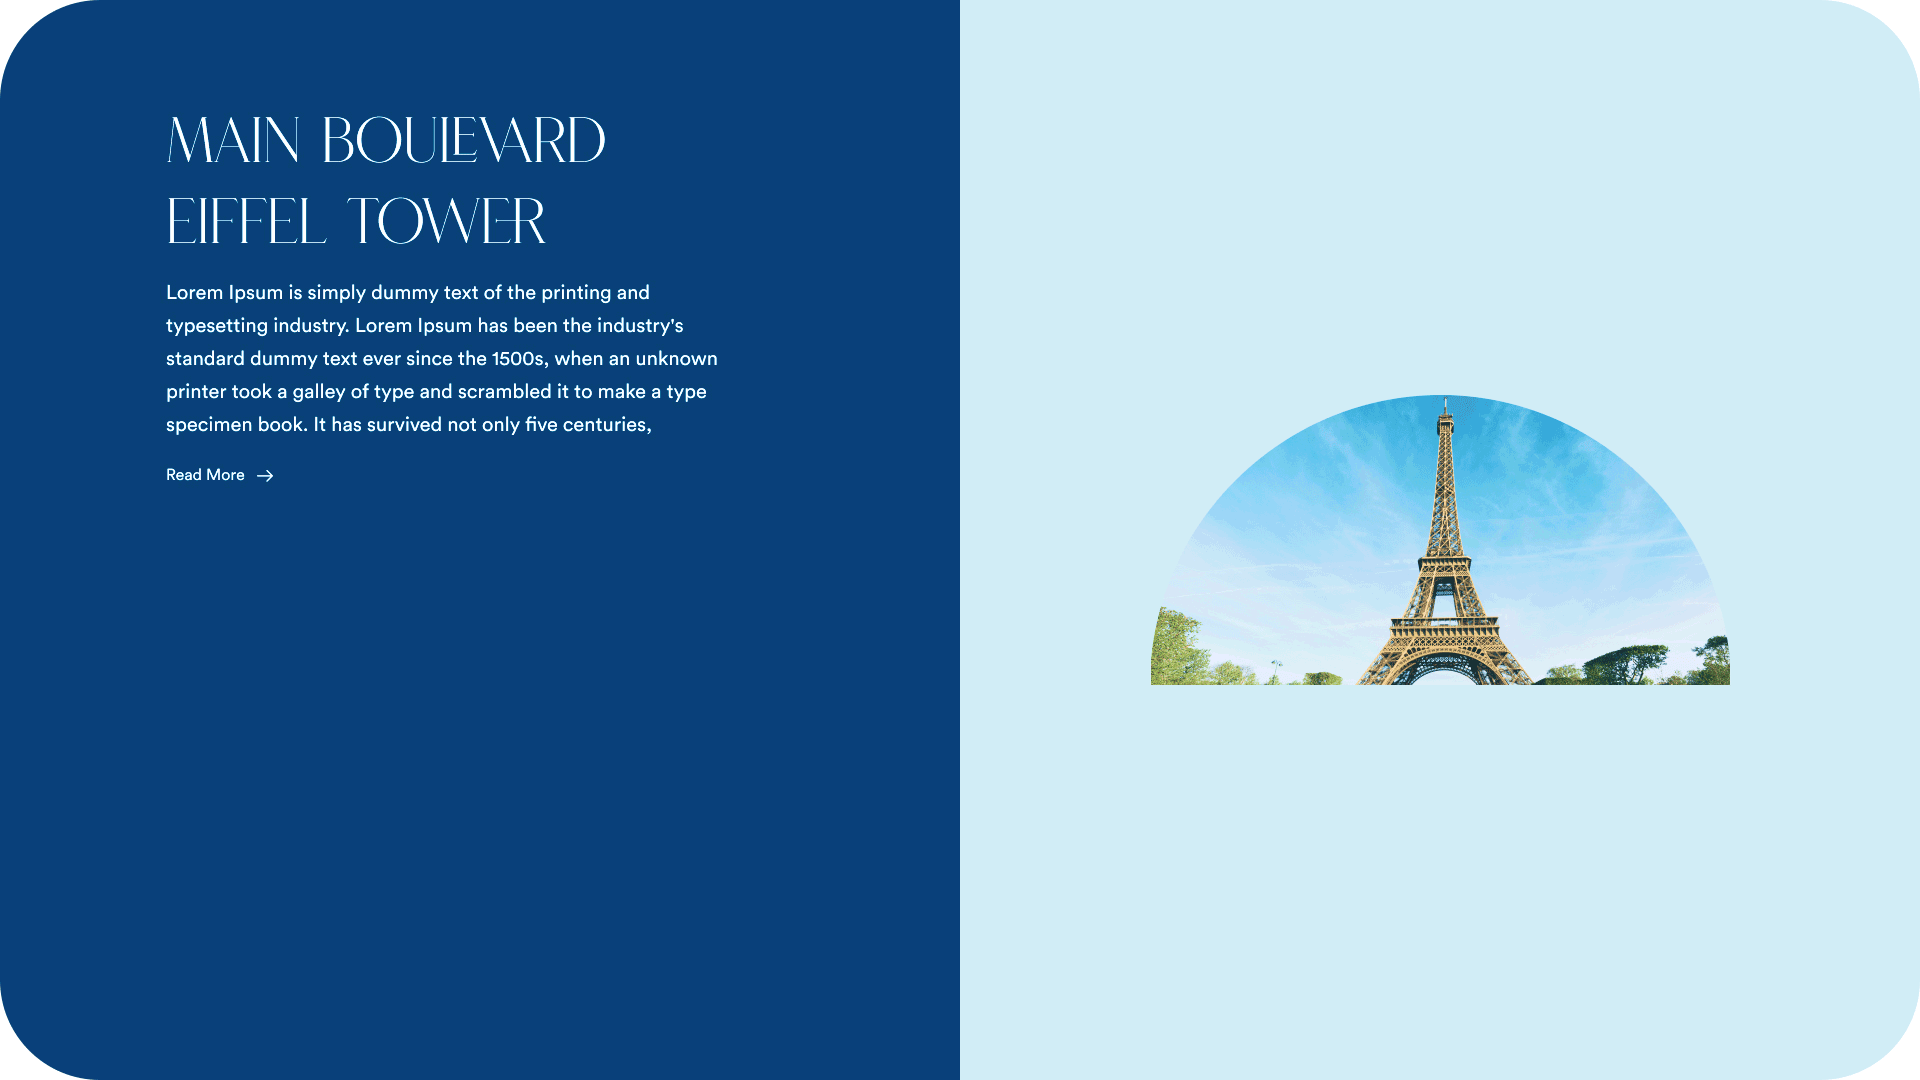 MAIN BOULEVARD
EIFFEL TOWER
Lorem Ipsum is simply dummy text of the printing and
typesetting industry. Lorem Ipsum has been the industry's
standard dummy text ever since the 1500s, when an unknown
printer took a galley of type and scrambled it to make a type
specimen book. It has survived not only five centuries,
Read More →